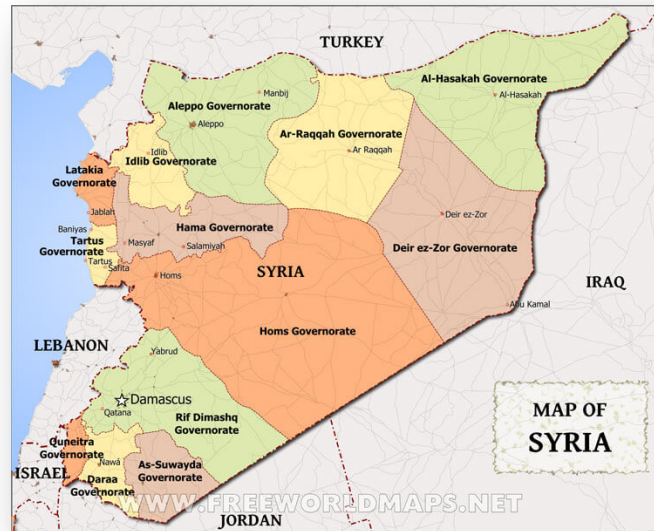 TURKEY
Al-Hasakah Governorate
Al-Hasakah
Manbij
Aleppo Governorate
Aleppo
Ar-Raqqah Governorate
Ar Raqqah
Idlib
Idlib Governorate
Latakia
Governorate
Jablah
Baniyas
Tartus
Governorate
Tartus
Safita
Hama Governorate
Masyaf
Salamiyah
Deir ez-Zor
Deir ez-Zor Governorate
SYRIA
Homs
IRAQ
Abu Kamal
Homs Governorate
LEBANON
Yabrud
Damascus
Qatana
Rif Dimashq
Governorate
Quneitra
Governorate
ISRAEL
Nawá
Daraa
Governorate
As-Suwayda
Governorate
MAP OF
SYRIA
WWW.FREEWORLDMAPS.NET
JORDAN